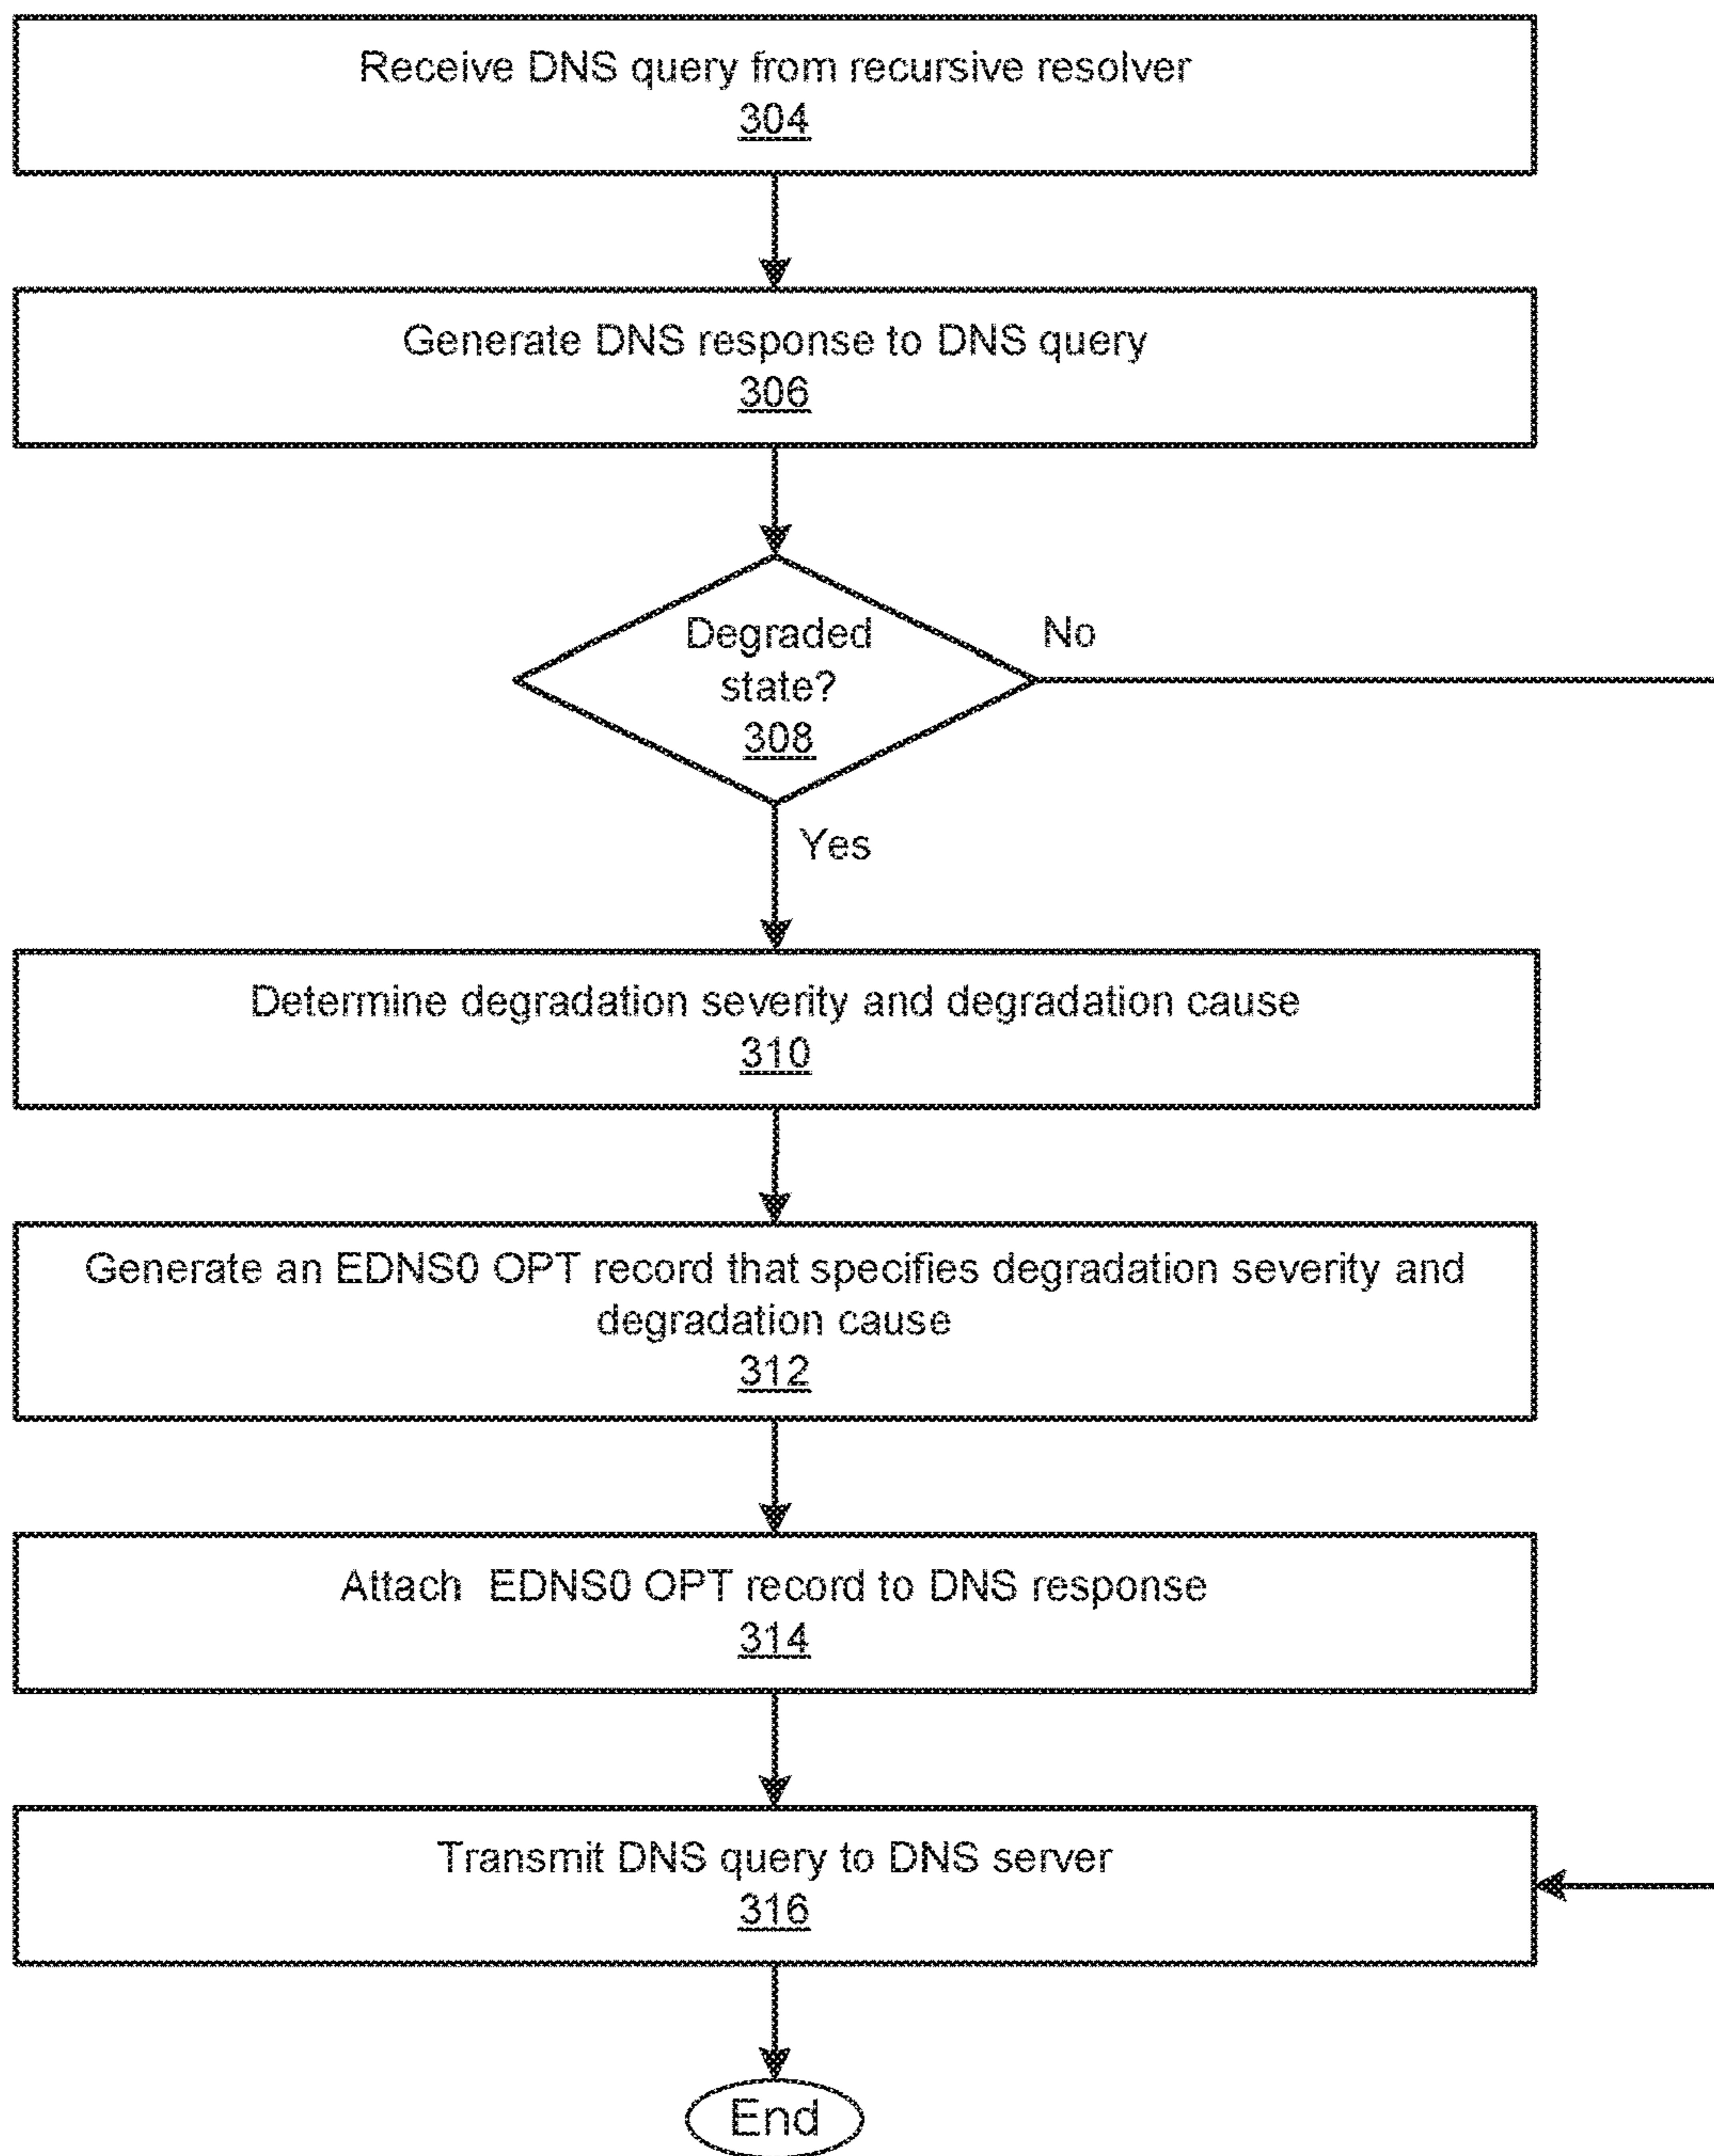 Receive DNS query from recursive resolver
304
Generate DNS response to DNS query
306
Degraded
state?
308
No
Yes
Determine degradation severity and degradation cause
310
Generate an EDNS0 OPT record that specifies degradation severity and
degradation cause
312
Attach EDNS0 OPT record to DNS response
314
Transmit DNS query to DNS server
316
End